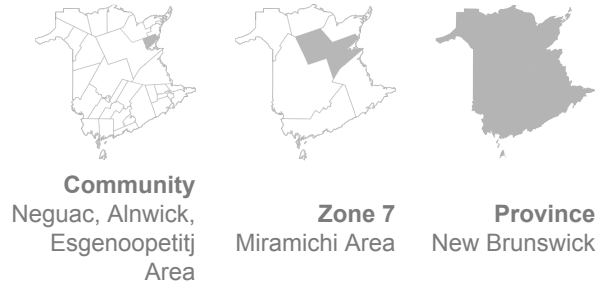 Community
Neguac, Alnwick,
Esgenoopetitj
Area
Zone 7
Miramichi Area
Province
New Brunswick